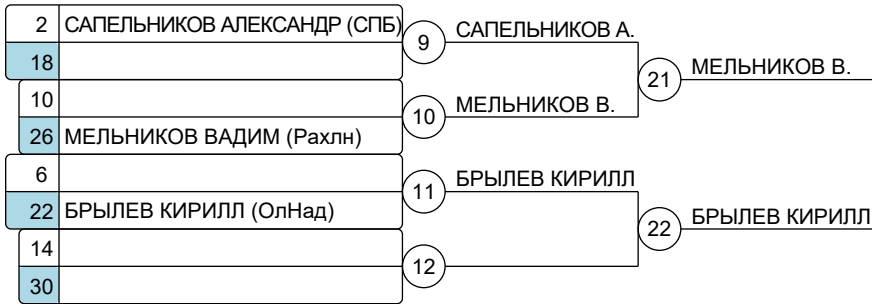 2 САПЕЛЬНИКОВ АЛЕКСАНДР (СПБ)
9 САПЕЛЬНИКОВ А.
18
21 МЕЛЬНИКОВ В.
10
10 МЕЛЬНИКОВ В.
26 МЕЛЬНИКОВ ВАДИМ (Рахлн)
6
11 БРЫЛЕВ КИРИЛЛ
22 БРЫЛЕВ КИРИЛЛ (ОлНад)
22 БРЫЛЕВ КИРИЛЛ
14
12
30